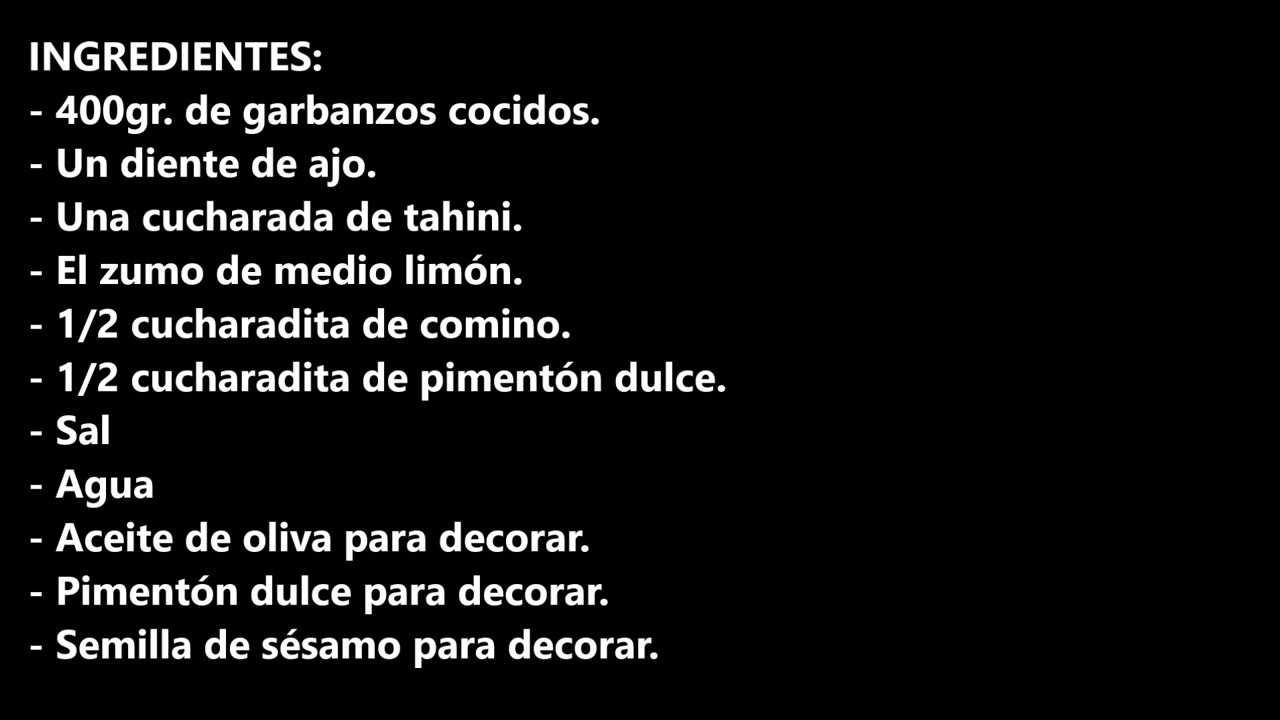 INGREDIENTES:
- 400gr. de garbanzos cocidos.
- Un diente de ajo.
- Una cucharada de tahini.
- El zumo de medio limón.
- 1/2 cucharadita de comino.
- 1/2 cucharadita de pimentón dulce.
- Sal
- Agua
- Aceite de oliva para decorar.
- Pimentón dulce para decorar.
- Semilla de sésamo para decorar.